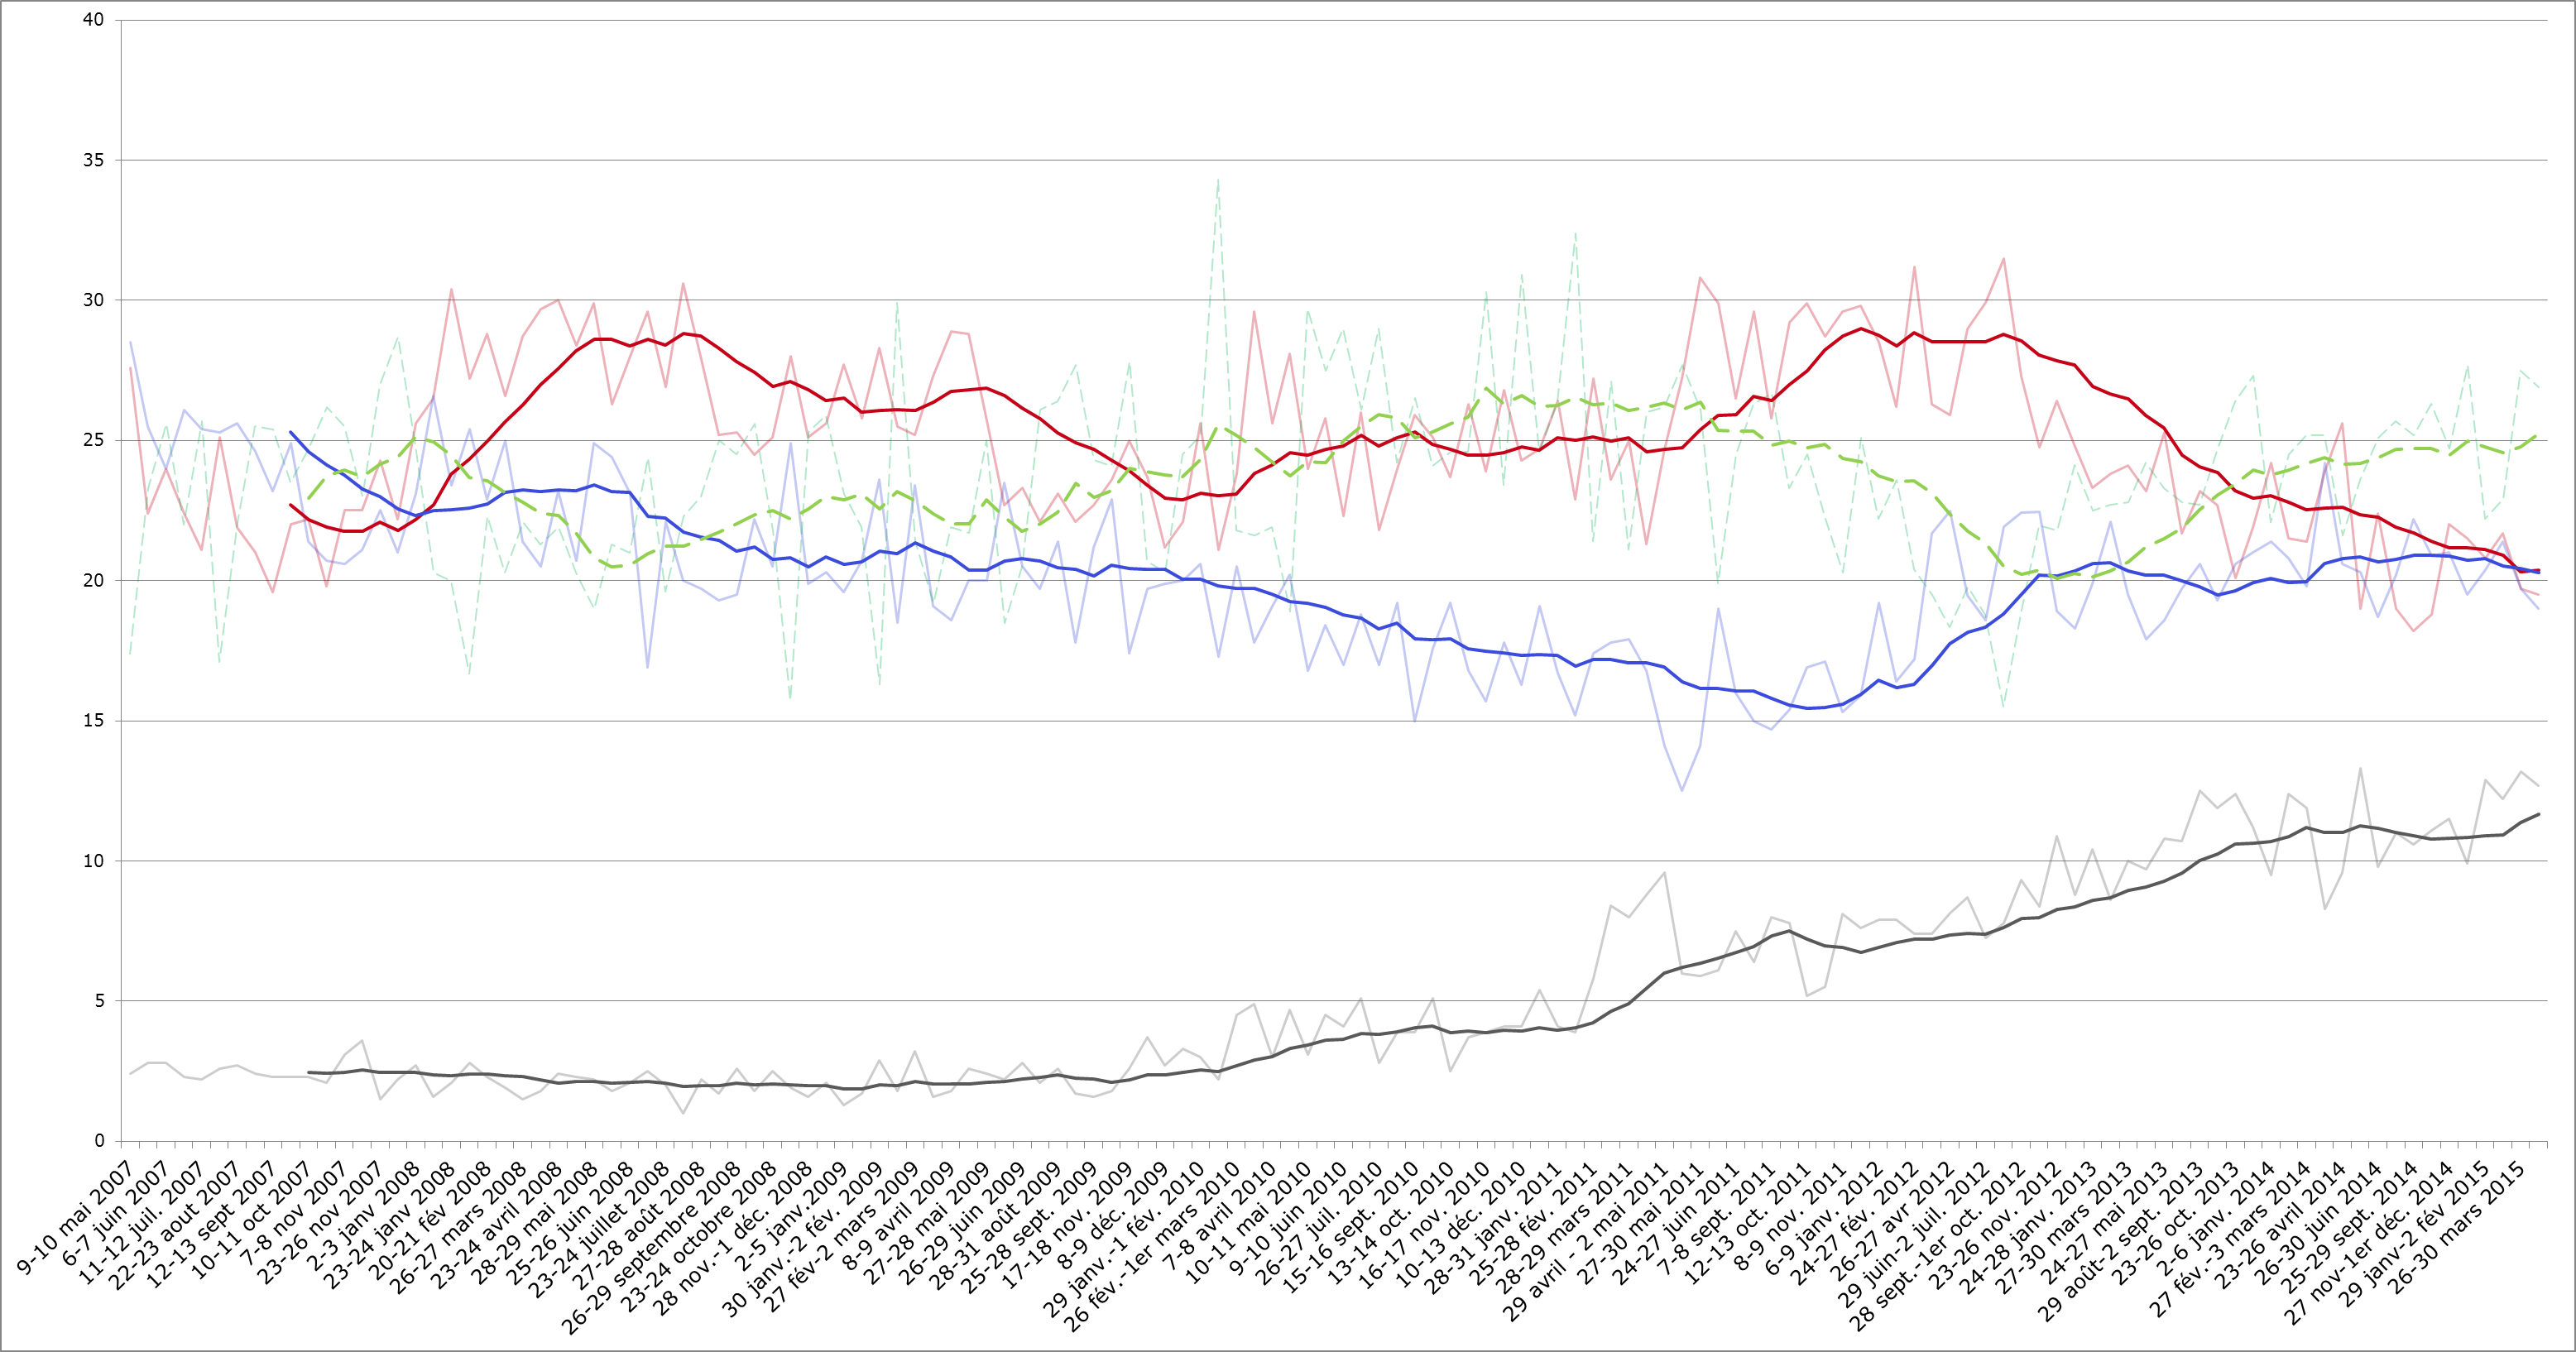 40
35
30
25
20
15
10
5
0
9-10 mai 2007
6-7 juin 2007
11-12 juil. 2007
22-23 aout 2007
12-13 sept 2007
10-11 oct 2007
7-8 nov 2007
23-26 nov 2007
2-3 janv 2008
23-24 janv 2008
20-21 fév 2008
26-27 mars 2008
23-24 avril 2008
28-29 mai 2008
25-26 juin 2008
23-24 juillet 2008
27-28 août 2008
26-29 septembre 2008
23-24 octobre 2008
28 nov.-1 déc. 2008
2-5 janv.2009
30 janv.-2 fév. 2009
27 fév-2 mars 2009
8-9 avril 2009
27-28 mai 2009
26-29 juin 2009
28-31 août 2009
25-28 sept. 2009
17-18 nov. 2009
8-9 déc. 2009
29 janv.-1 fév. 2010
26 fév.-1er mars 2010
7-8 avril 2010
10-11 mai 2010
9-10 juin 2010
26-27 juil. 2010
15-16 sept. 2010
13-14 oct. 2010
16-17 nov. 2010
10-13 déc. 2010
28-31 janv. 2011
25-28 fév. 2011
28-29 mars 2011
29 avril - 2 mai 2011
27-30 mai 2011
24-27 juin 2011
7-8 sept. 2011
12-13 oct. 2011
8-9 nov. 2011
6-9 janv. 2012
24-27 fév. 2012
26-27 avr 2012
29 juin-2 juil. 2012
28 sept.-1er oct. 2012
23-26 nov. 2012
24-28 janv. 2013
27-30 mars 2013
24-27 mai 2013
29 août-2 sept. 2013
23-26 oct. 2013
2-6 janv. 2014
27 fév.-3 mars 2014
23-26 avril 2014
26-30 juin 2014
25-29 sept. 2014
27 nov-1er déc. 2014
29 janv-2 fév 2015
26-30 mars 2015